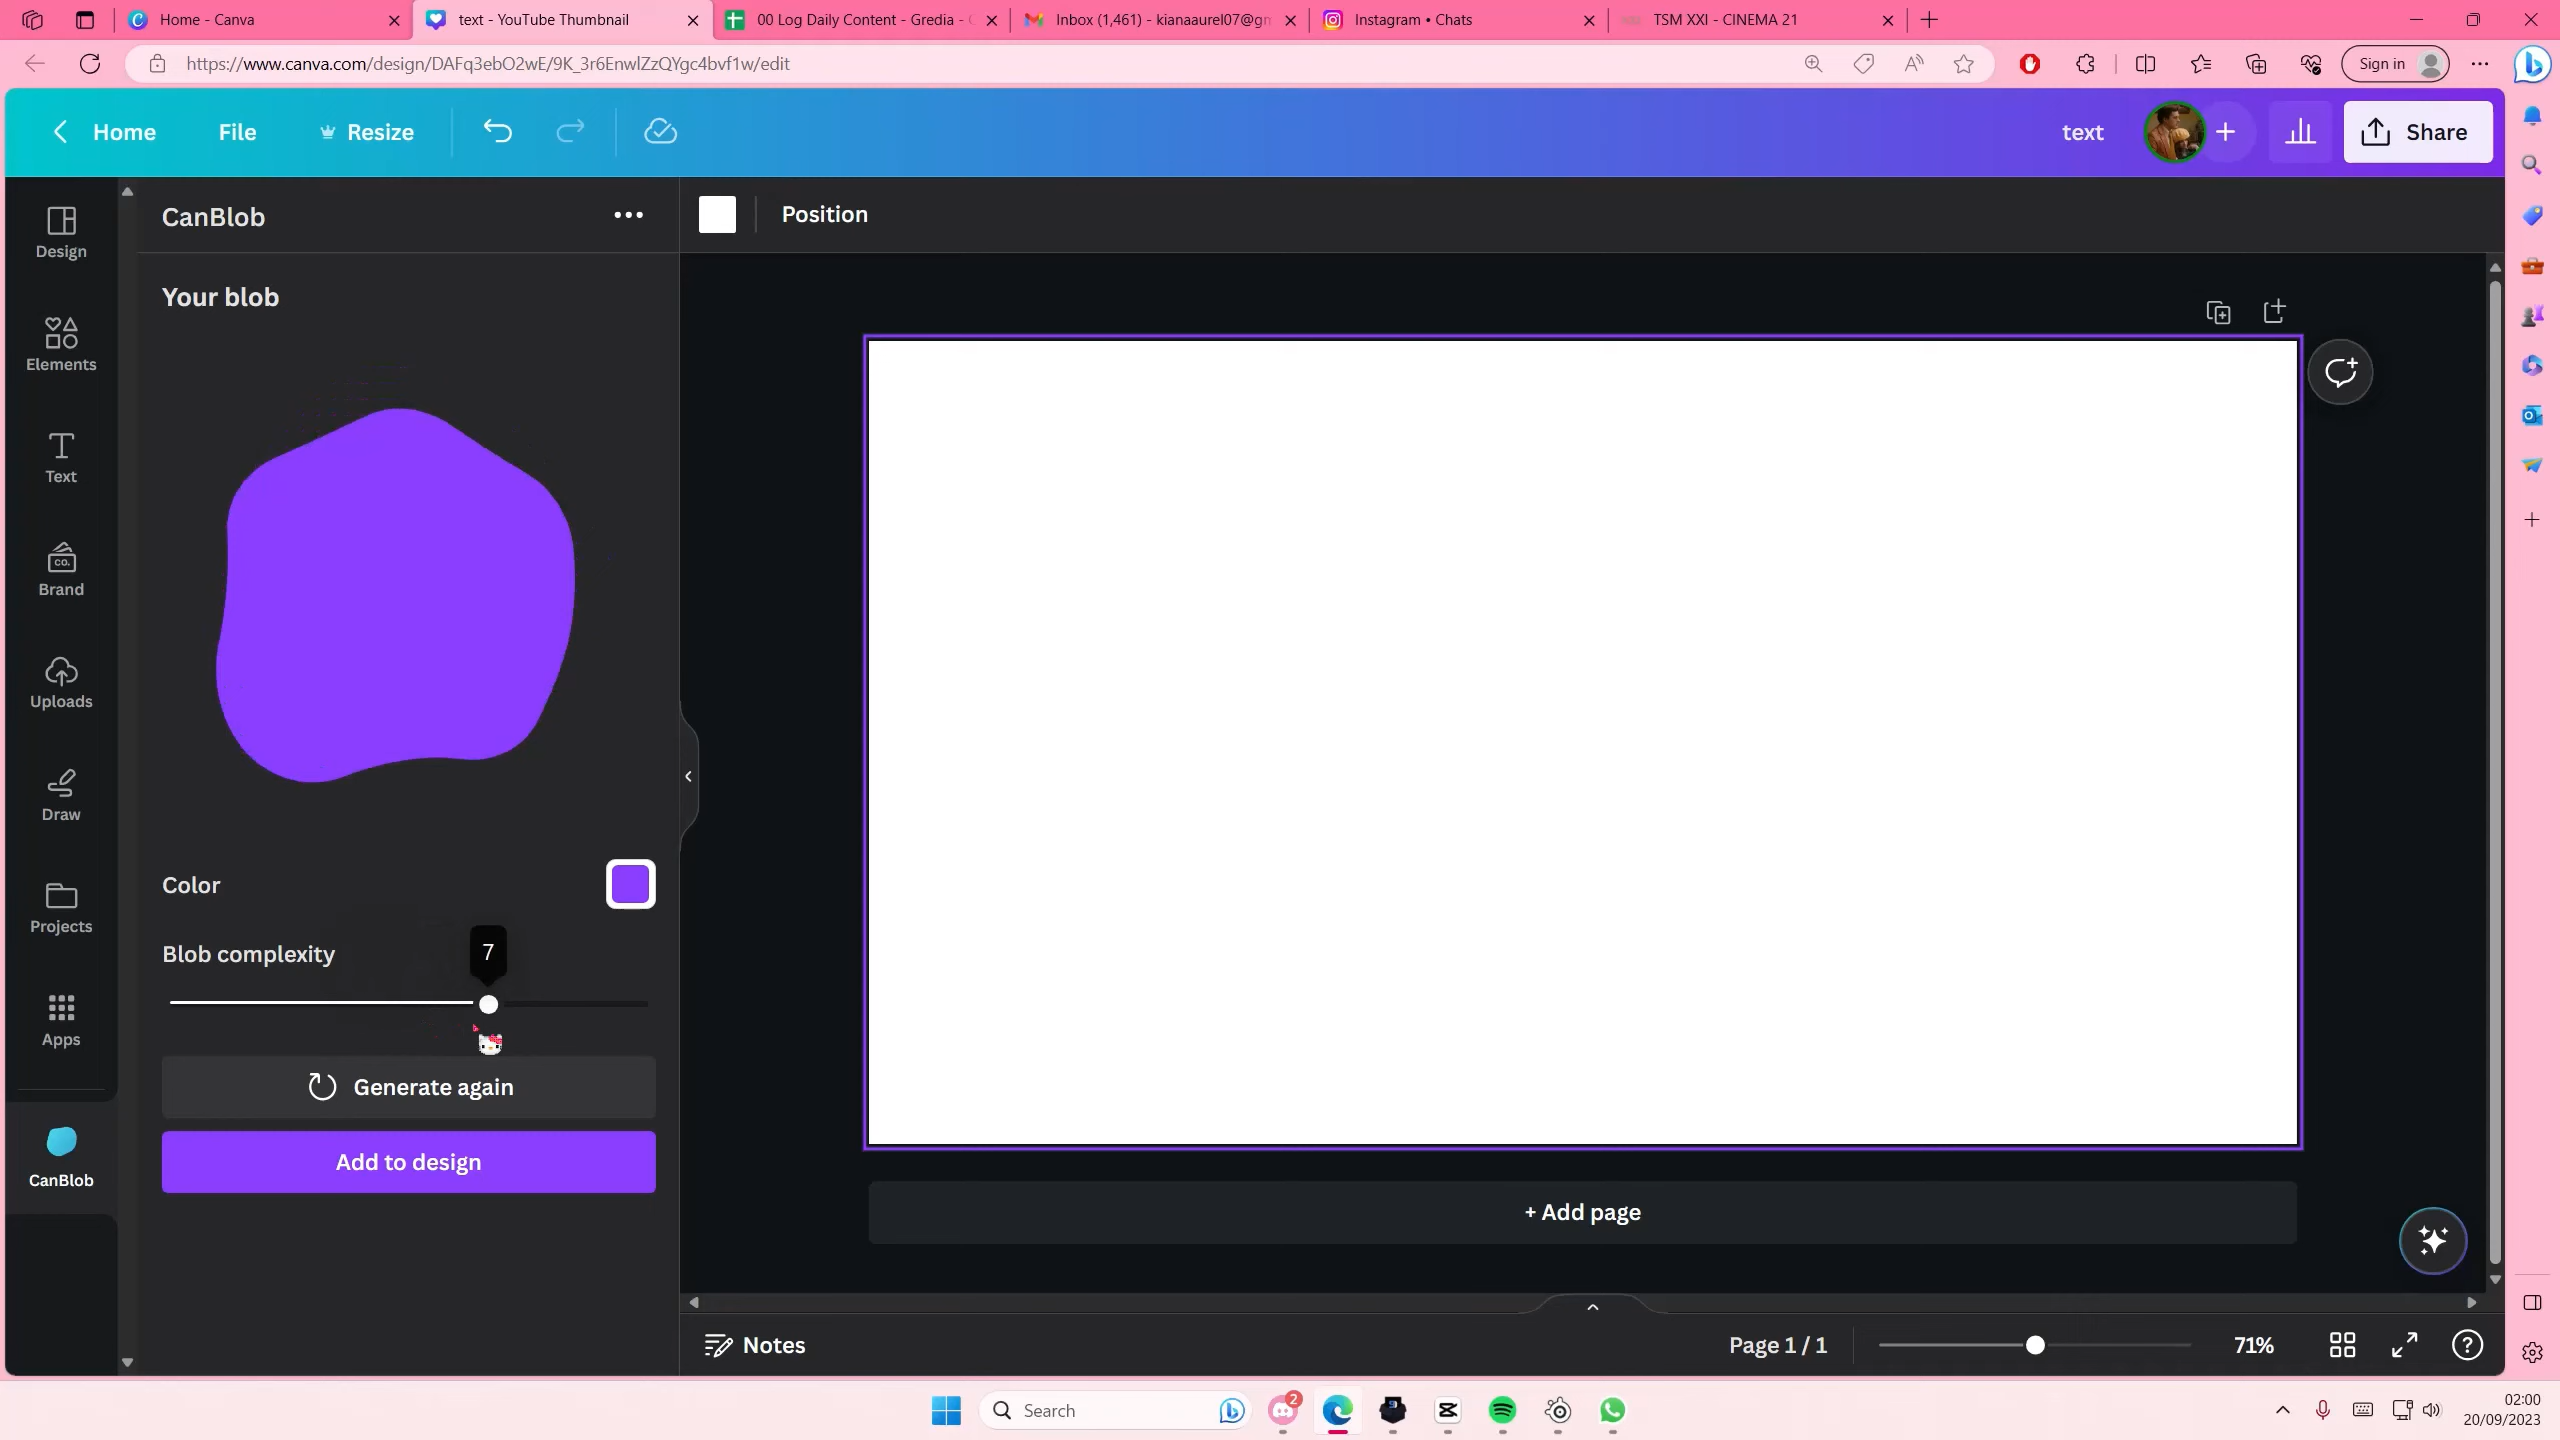 Home - Canva
text - YouTube Thumbnail
00 Log Daily Content - Gredia -
Inbox (1,461) - kianaaurel07@gm
Instagram • Chats
TSM XXI - CINEMA 21
https://www.canva.com/design/DAFq3ebO2wE/9K_3r6EnwlZzQYgc4bvf1w/edit
Sign in
Home
File
Resize
text
Share
Design
Elements
Text
Brand
CO.
Uploads
Draw
Projects
Apps
CanBlob
CanBlob
Your blob
Color
Blob complexity
7
Generate again
Add to design
Position
+ Add page
Notes
Page 1 / 1
71%
Search
2
02:00
20/09/2023